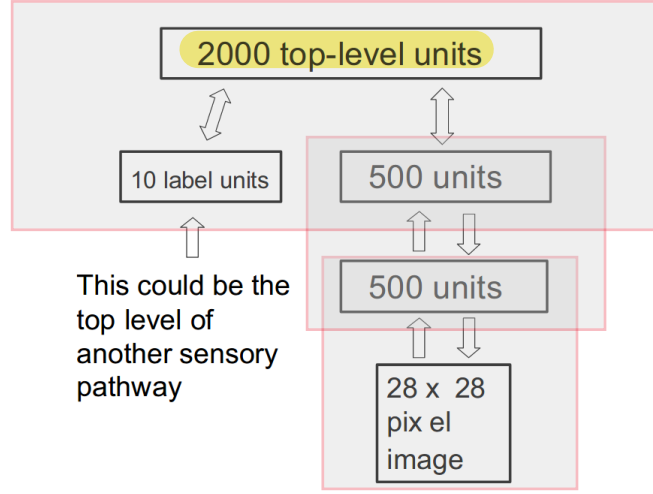 2000 top-level units
10 label units
500 units
500 units
This could be the
top level of
another sensory
pathway
28 x 28
pix el
image